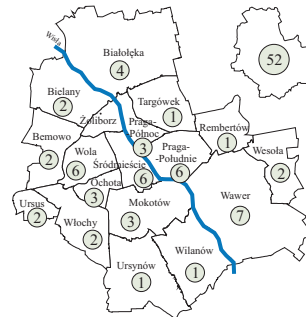 Wisła
Białołęka
4
52
Bielany
2
Żoliborz
Targówek
1
Praga-
Północ
3
Rembertów
1
Bemowo
2
Wola
6
Śródmieście
6
Praga-
-Południe
6
Wesoła
2
Ochota
3
Ursus
2
Włochy
2
Mokotów
3
Wawer
7
Ursynów
1
Wilanów
1